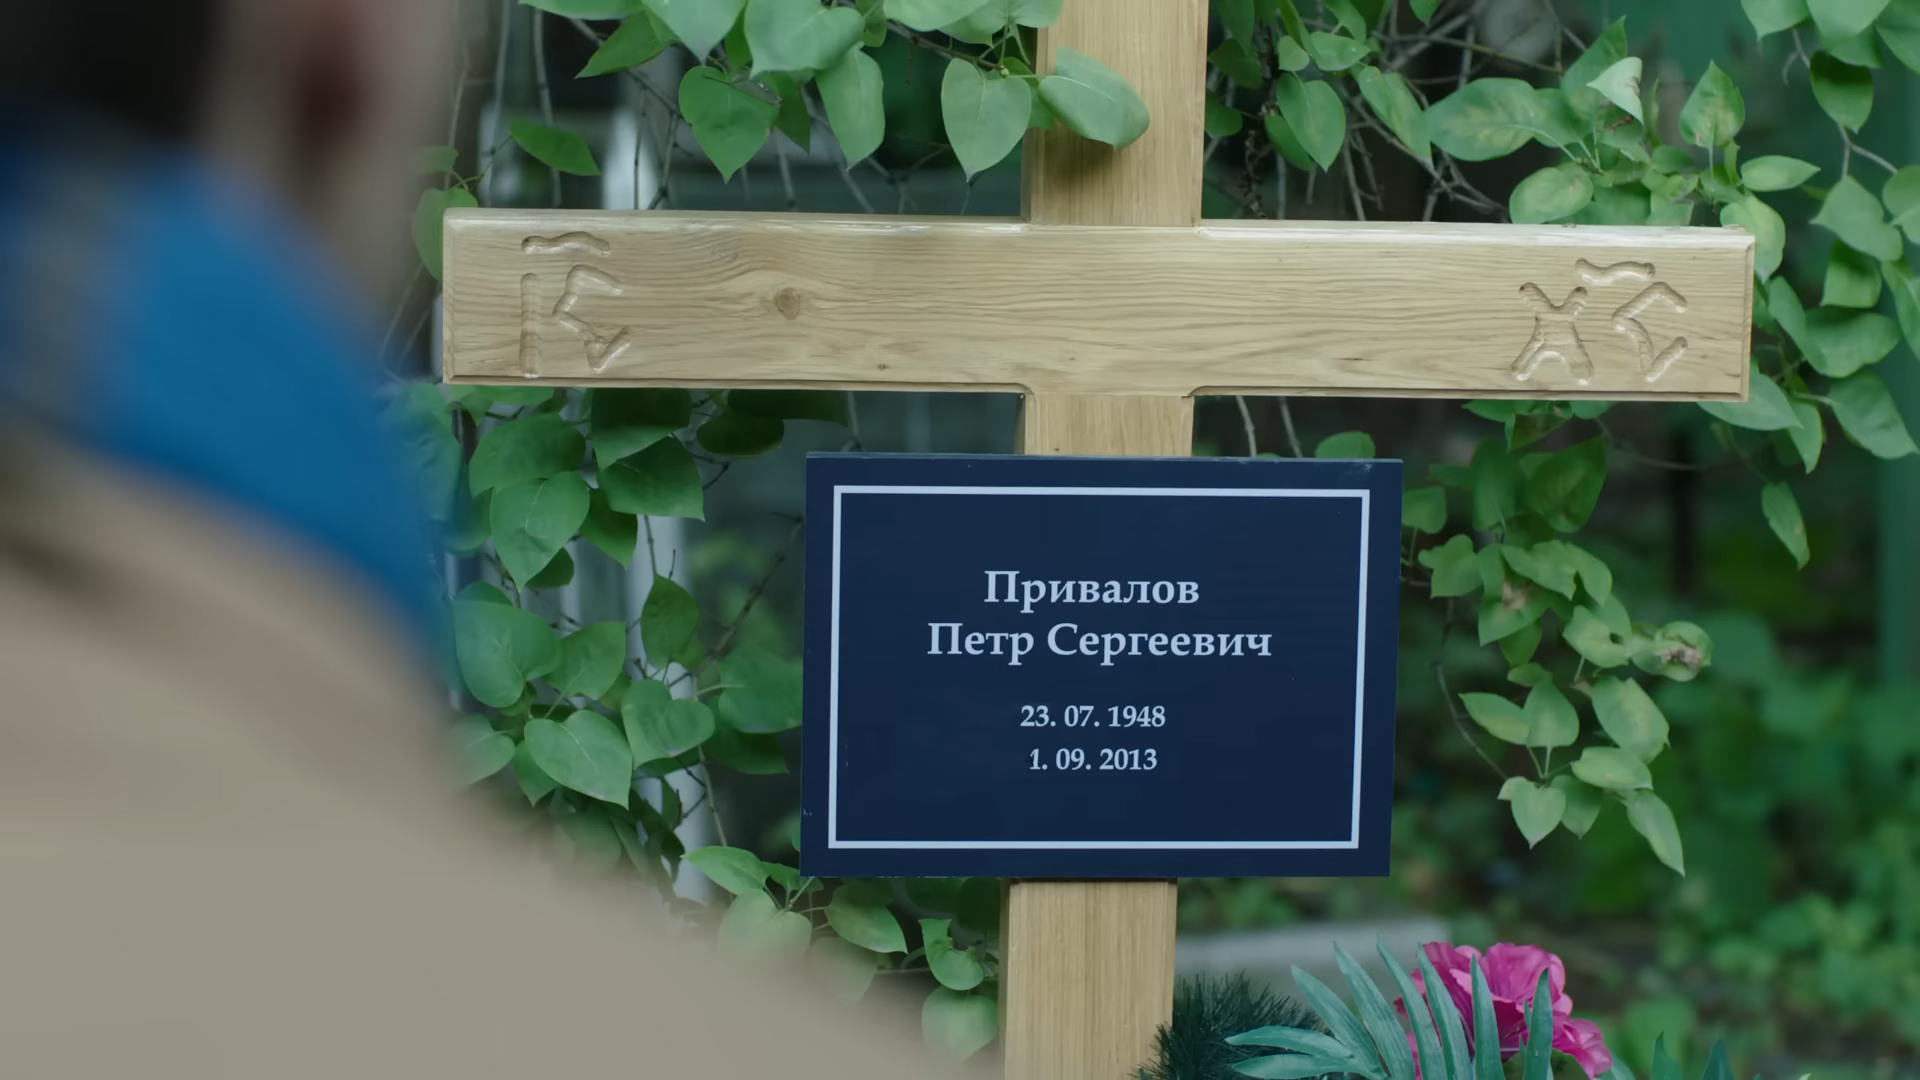 І҃С Х҃С
Привалов
Петр Сергеевич
23. 07. 1948
1. 09. 2013